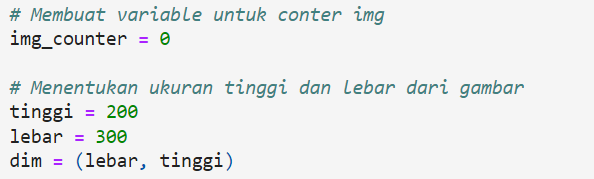 # Membuat variable untuk conter img
img_counter = 0
# Menentukan ukuran tinggi dan lebar dari gambar
tinggi = 200
lebar = 300
dim = (lebar, tinggi)